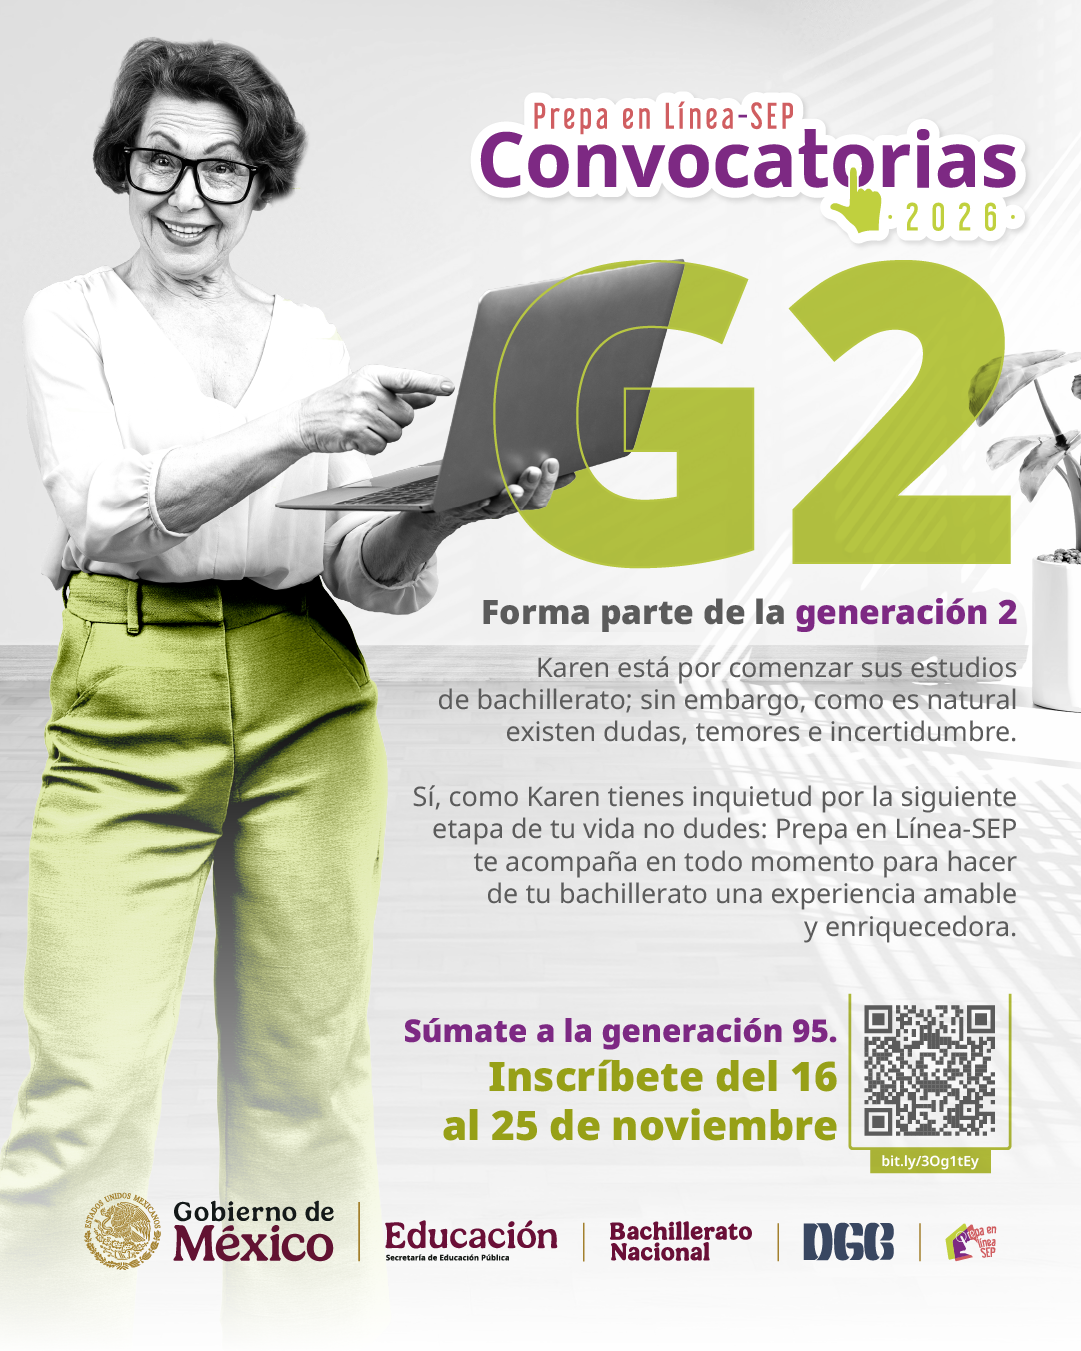 Prepa en Línea-SEP
Convocatorias
·2026·
G2
Forma parte de la generación 2
Karen está por comenzar sus estudios
de bachillerato; sin embargo, como es natural
existen dudas, temores e incertidumbre.
Sí, como Karen tienes inquietud por la siguiente
etapa de tu vida no dudes: Prepa en Línea-SEP
te acompaña en todo momento para hacer
de tu bachillerato una experiencia amable
y enriquecedora.
Súmate a la generación 95.
Inscríbete del 16
al 25 de noviembre
bit.ly/3Og1tEy
ESTADOS UNIDOS MEXICANOS
Gobierno de
México
Educación
Secretaría de Educación Pública
Bachillerato
Nacional
DGB
Prepa en
línea
SEP